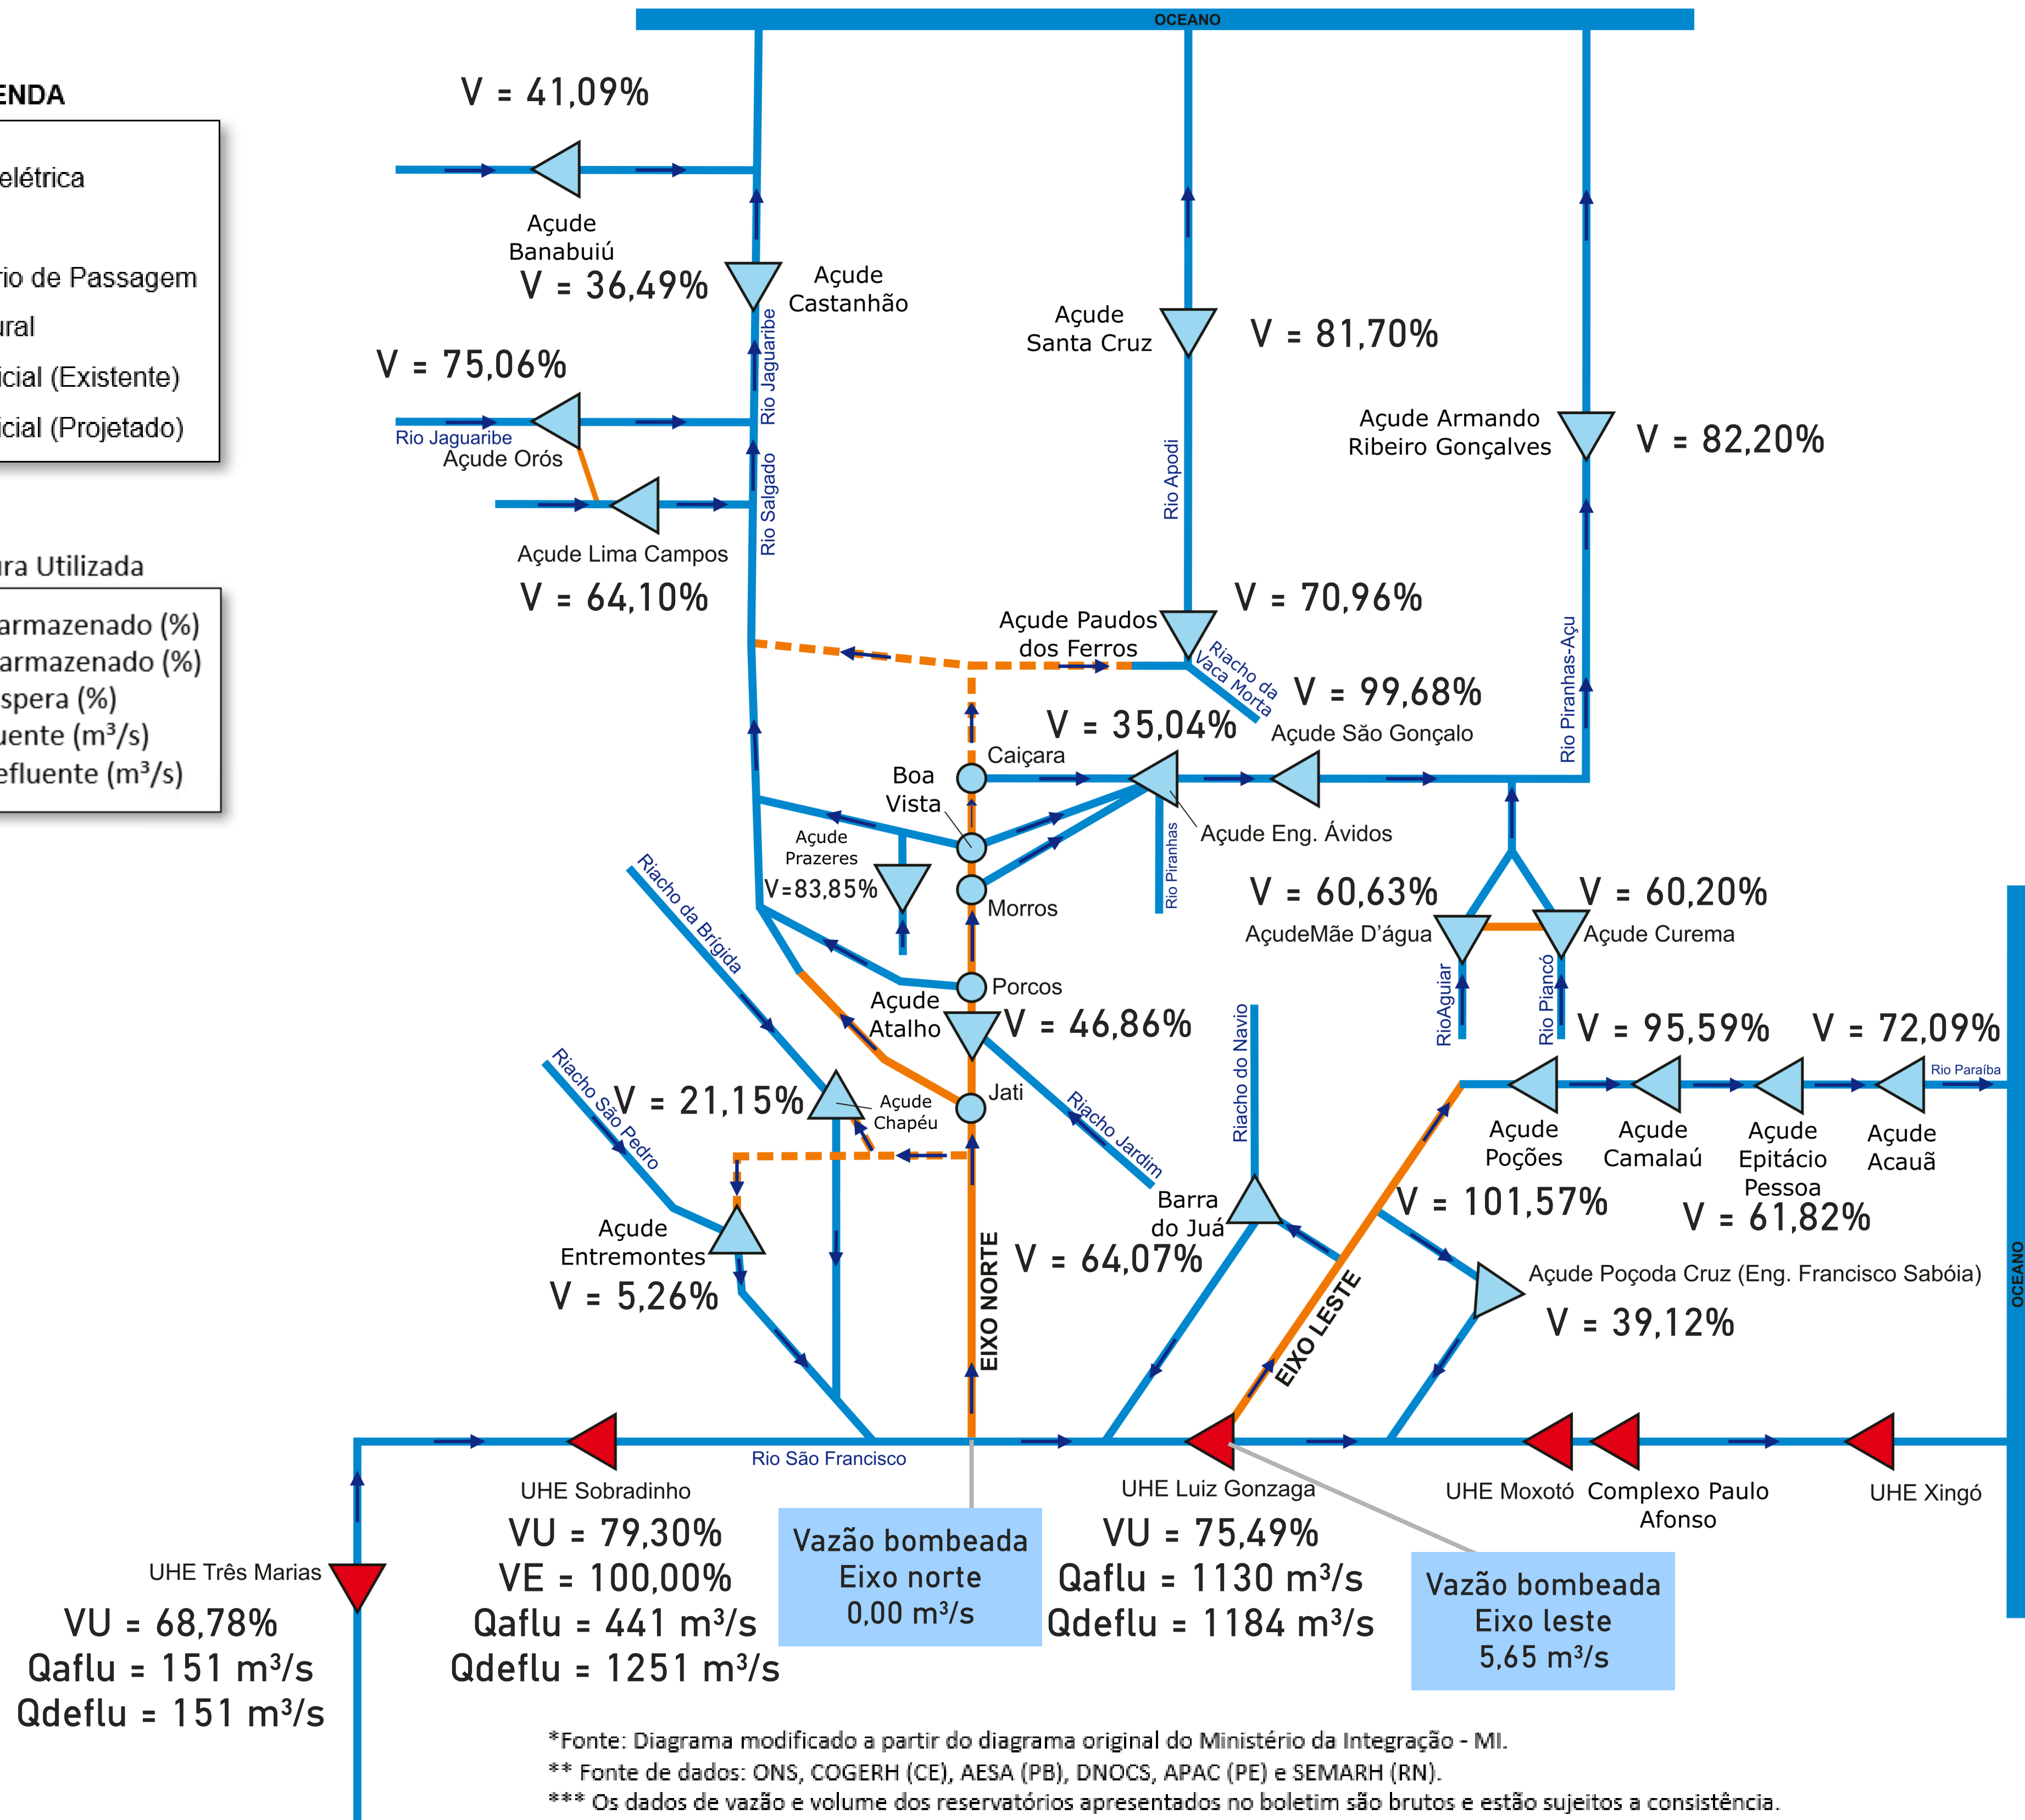 OCEANO
V = 41,09%
ENDA
elétrica
rio de Passagem
ural
icial (Existente)
icial (Projetado)
ura Utilizada
armazenado (%)
armazenado (%)
spera (%)
uente (m³/s)
efluente (m³/s)
Açude
Banabuiú
V = 36,49%
Açude
Castanhão
Rio Jaguaribe
V = 75,06%
Rio Jaguaribe
Açude Orós
Rio Salgado
Açude Lima Campos
V = 64,10%
Açude
Santa Cruz
V = 81,70%
Rio Apodi
Açude Armando
Ribeiro Gonçalves
V = 82,20%
Açude Paudos
dos Ferros
V = 70,96%
Riacho da
Vaca Morta
Rio Piranhas-Açu
V = 99,68%
Açude São Gonçalo
V = 35,04%
Caiçara
Boa
Vista
Açude Eng. Ávidos
Rio Piranhas
Açude
Prazeres
V=83,85%
Morros
Riacho da Brígida
V = 60,63%
AçudeMãe D'água
V = 60,20%
Açude Curema
RioAguiar
Rio Piancó
Porcos
Açude
Atalho
V = 46,86%
Riacho do Navio
V = 95,59%
V = 72,09%
Rio Paraíba
Riacho São Pedro
V = 21,15%
Açude
Chapéu
Jati
Riacho Jardim
Açude
Poções
V = 101,57%
Açude
Camalaú
Açude
Epitácio
Pessoa
V = 61,82%
Açude
Acauã
Açude
Entremontes
V = 5,26%
Barra
do Juá
V = 64,07%
EIXO NORTE
EIXO LESTE
Açude Poçoda Cruz (Eng. Francisco Sabóia)
V = 39,12%
OCEANO
Rio São Francisco
UHE Sobradinho
VU = 79,30%
VE = 100,00%
Qaflu = 441 m³/s
Qdeflu = 1251 m³/s
Vazão bombeada
Eixo norte
0,00 m³/s
UHE Luiz Gonzaga
VU = 75,49%
Qaflu = 1130 m³/s
Qdeflu = 1184 m³/s
Vazão bombeada
Eixo leste
5,65 m³/s
UHE Moxotó
Complexo Paulo
Afonso
UHE Xingó
UHE Três Marias
VU = 68,78%
Qaflu = 151 m³/s
Qdeflu = 151 m³/s
*Fonte: Diagrama modificado a partir do diagrama original do Ministério da Integração - MI.
** Fonte de dados: ONS, COGERH (CE), AESA (PB), DNOCS, APAC (PE) e SEMARH (RN).
*** Os dados de vazão e volume dos reservatórios apresentados no boletim são brutos e estão sujeitos a consistência.